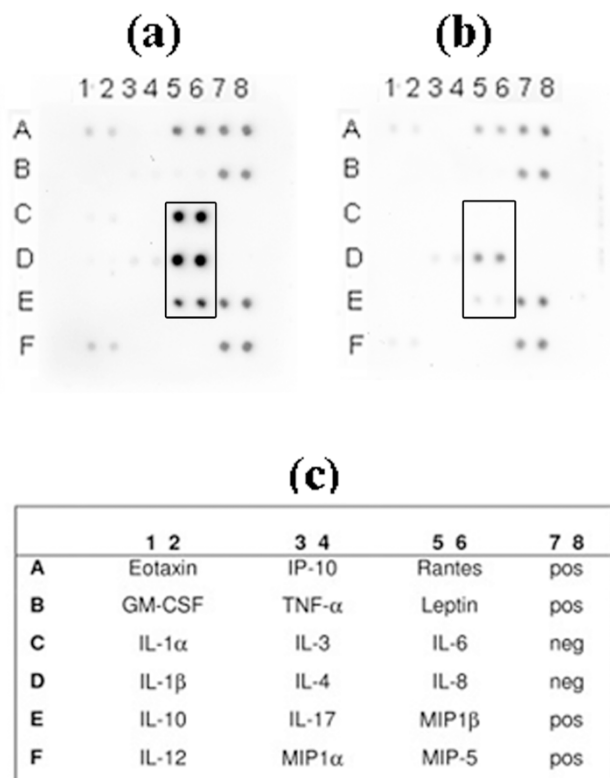 (a) (b)
1 2 3 4 5 6 7 8 1 2 3 4 5 6 7 8
A A
B B
C C
D D
E E
F F
(c)
1 2 3 4 5 6 7 8
A Eotaxin IP-10 Rantes pos
B GM-CSF TNF-α Leptin pos
C IL-1α IL-3 IL-6 neg
D IL-1β IL-4 IL-8 neg
E IL-10 IL-17 MIP1β pos
F IL-12 MIP1α MIP-5 pos